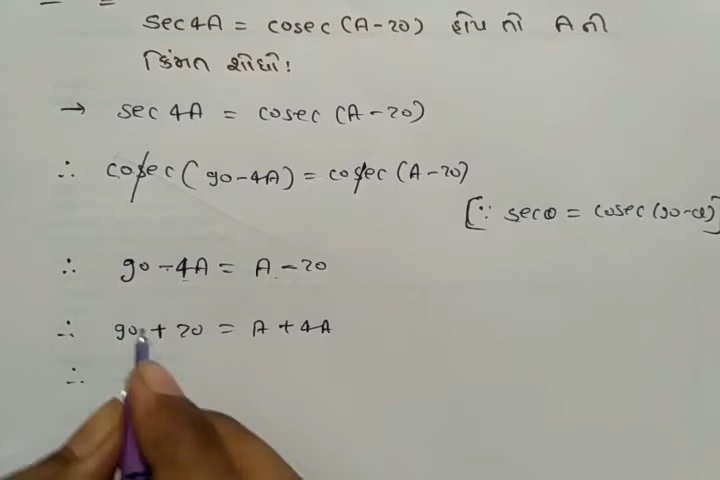 sec4A = cosec (A-20) હોય તો A ની
કિંમત શોધો.
→ sec 4A = cosec (A-20)
∴ cosec (90-4A) = cosec (A-20)
[∵ secθ = cosec (90-θ)]
∴ 90-4A = A-20
∴ 90+20 = A+4A
∴